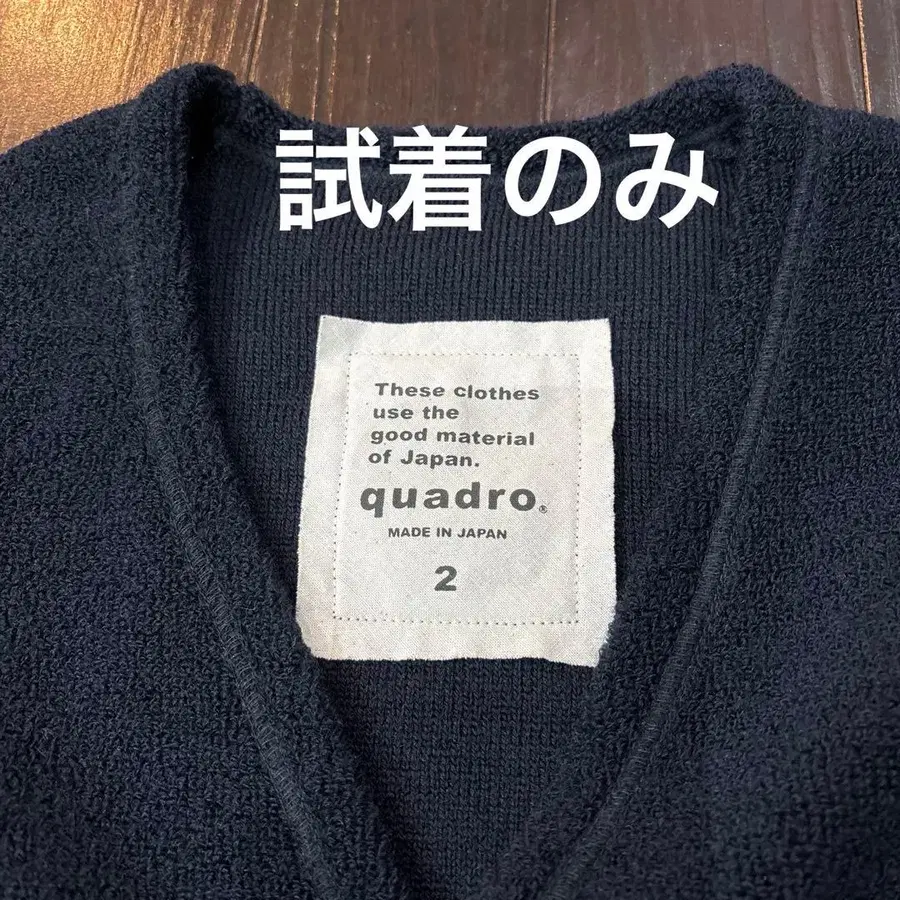 試着のみ
These clothes
use the
good material
of Japan.
quadro®
MADE IN JAPAN
2